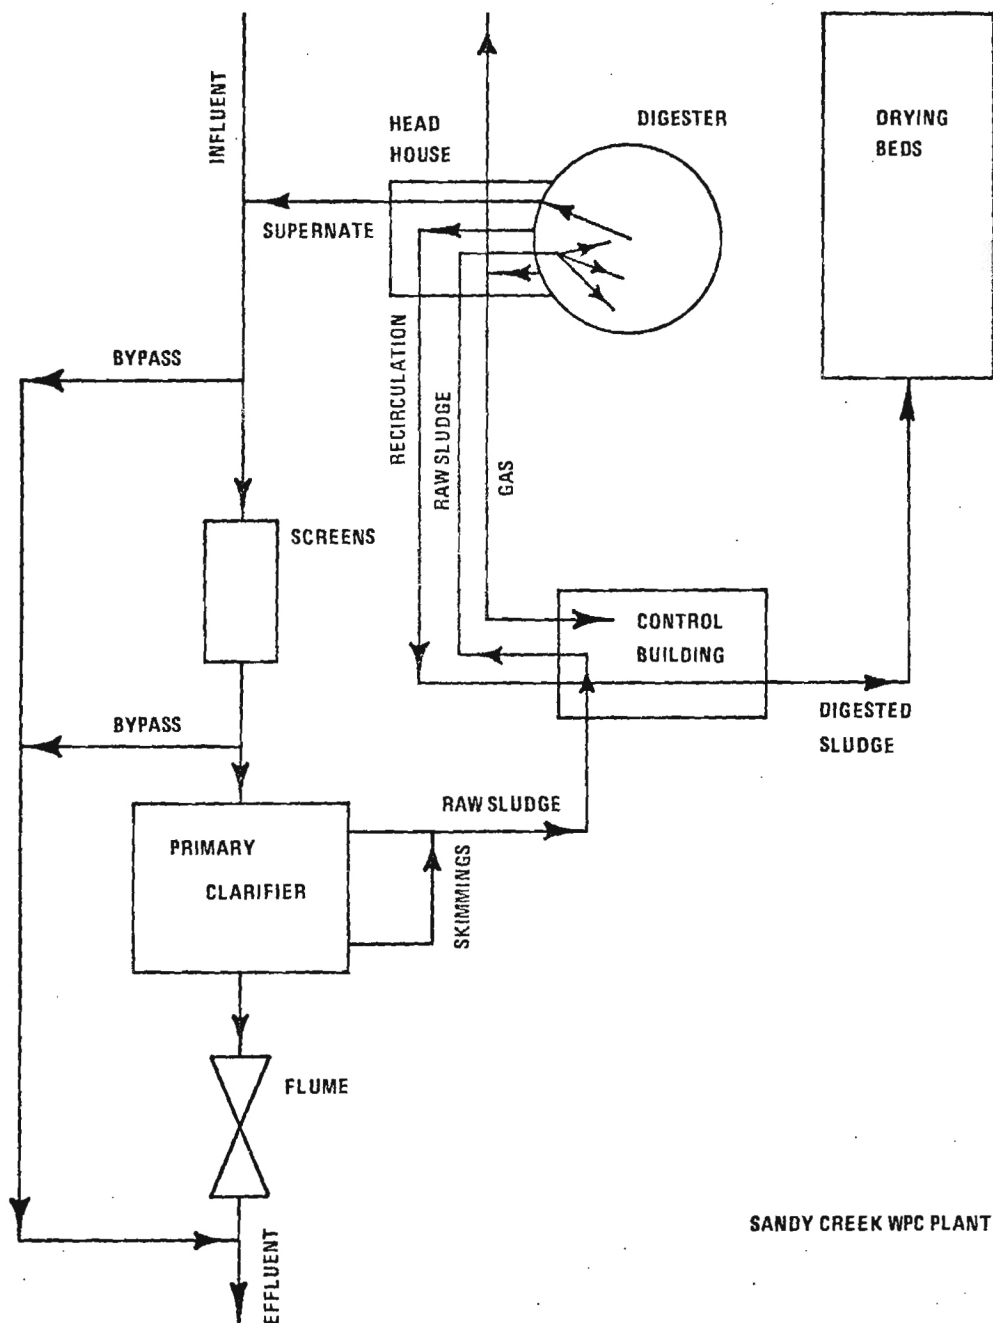 INFLUENT
HEAD
HOUSE
DIGESTER
DRYING
BEDS
SUPERNATE
BYPASS
RECIRCULATION
RAW SLUDGE
GAS
SCREENS
CONTROL
BUILDING
BYPASS
DIGESTED
SLUDGE
RAW SLUDGE
PRIMARY
CLARIFIER
SKIMMINGS
FLUME
SANDY CREEK WPC PLANT
EFFLUENT